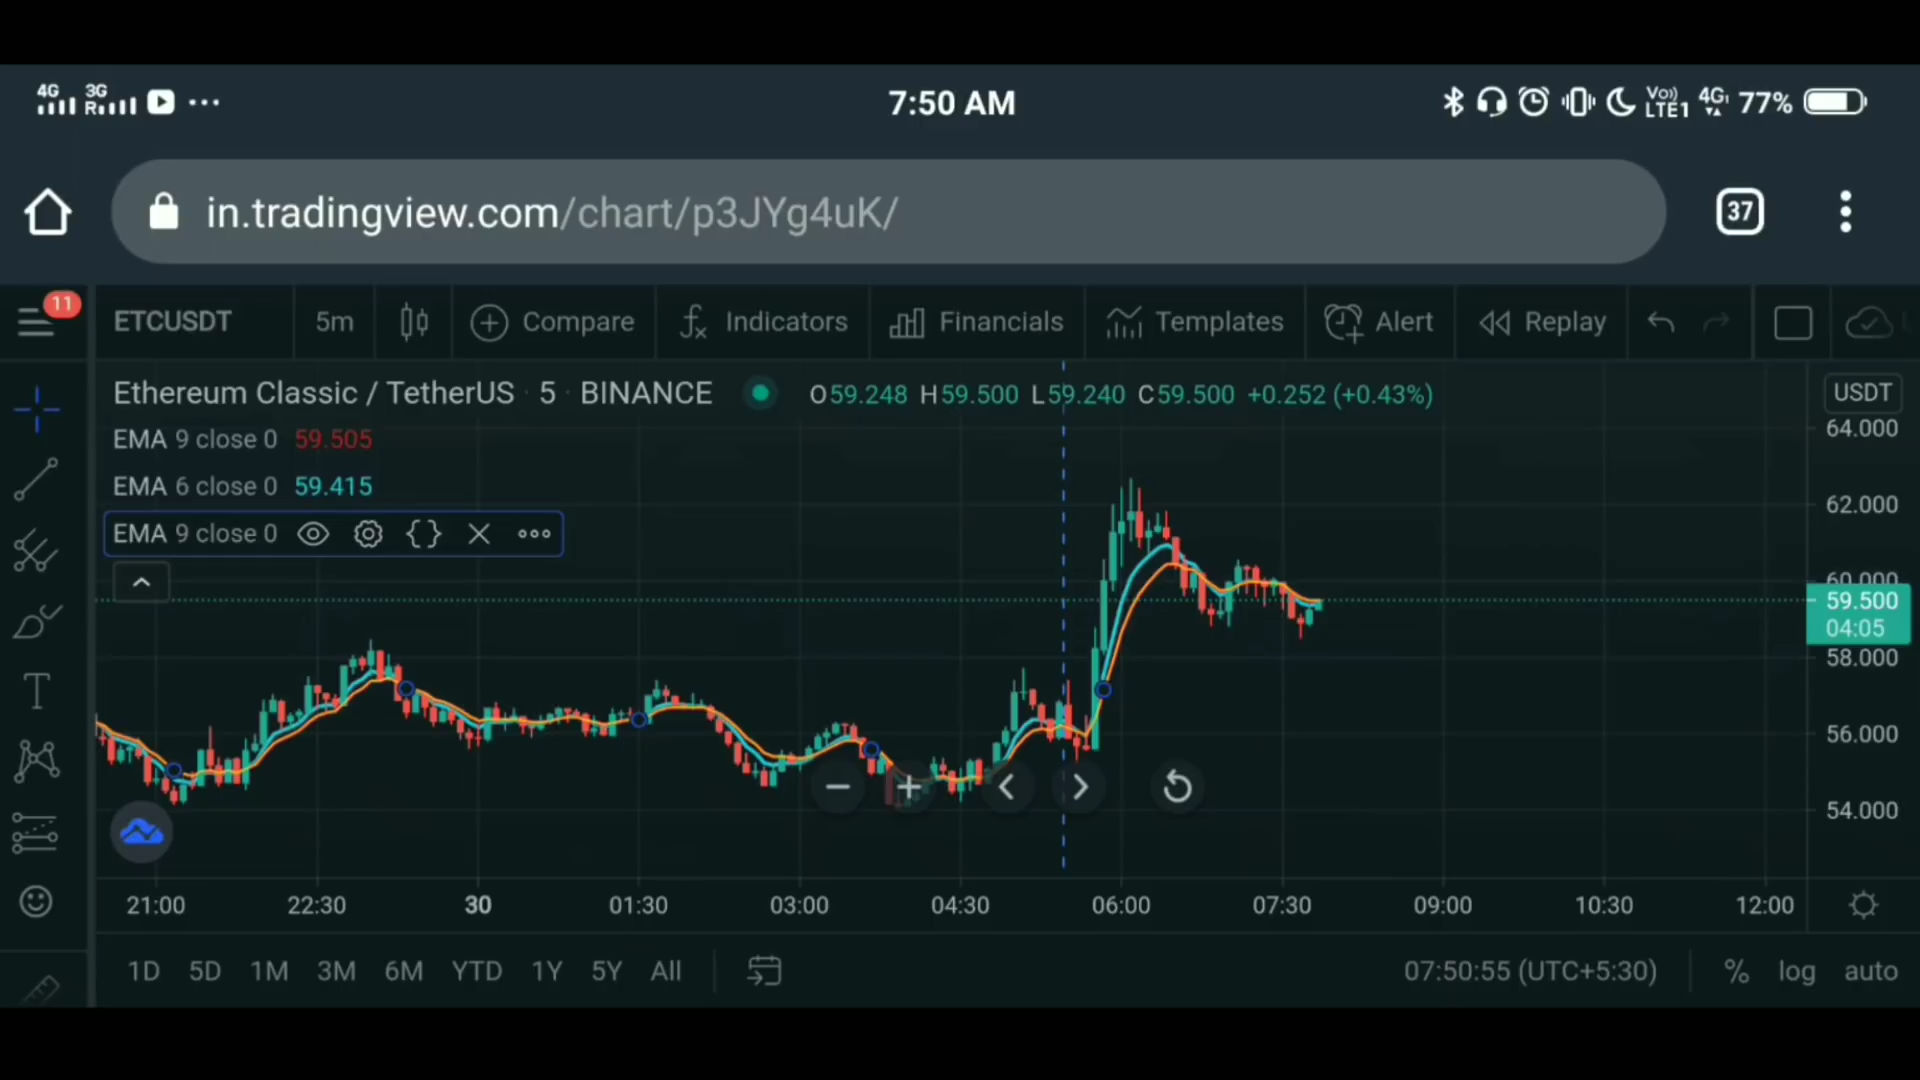 4G 3G R 7:50 AM Vo)) LTE1 4G 77%
in.tradingview.com/chart/p3JYg4uK/ 37
11 ETCUSDT 5m Compare Indicators Financials Templates Alert Replay
Ethereum Classic / TetherUS · 5 · BINANCE O59.248 H59.500 L59.240 C59.500 +0.252 (+0.43%) USDT
EMA 9 close 0 59.505
EMA 6 close 0 59.415
EMA 9 close 0
64.000
62.000
60.000
59.500
04:05
58.000
56.000
54.000
21:00 22:30 30 01:30 03:00 04:30 06:00 07:30 09:00 10:30 12:00
1D 5D 1M 3M 6M YTD 1Y 5Y All 07:50:55 (UTC+5:30) % log auto